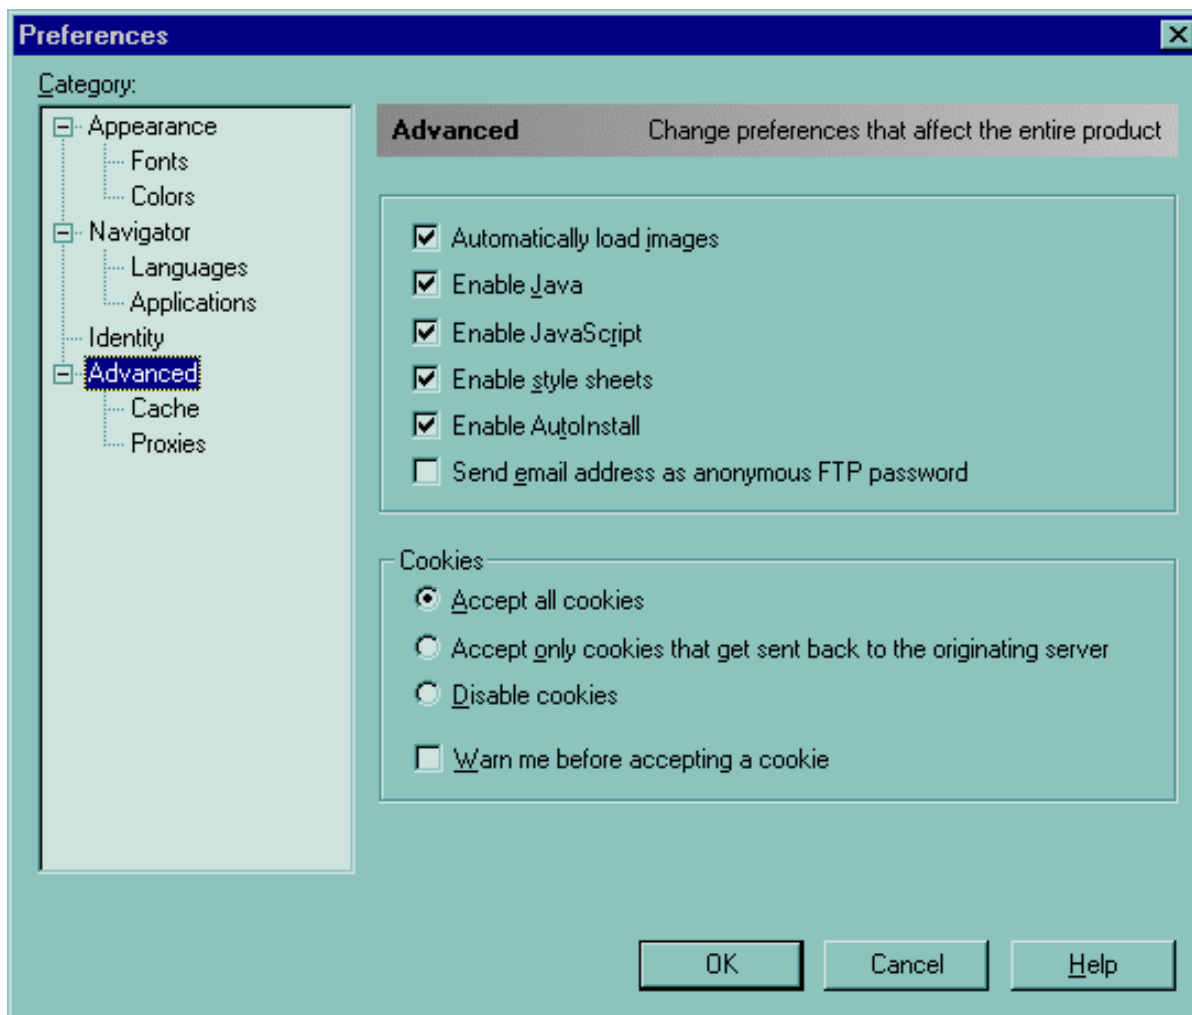 Preferences
Category:
Appearance
Fonts
Colors
Navigator
Languages
Applications
Identity
Advanced
Cache
Proxies
Advanced Change preferences that affect the entire product
Automatically load images
Enable Java
Enable JavaScript
Enable style sheets
Enable AutoInstall
Send email address as anonymous FTP password
Cookies
Accept all cookies
Accept only cookies that get sent back to the originating server
Disable cookies
Warn me before accepting a cookie
OK Cancel Help